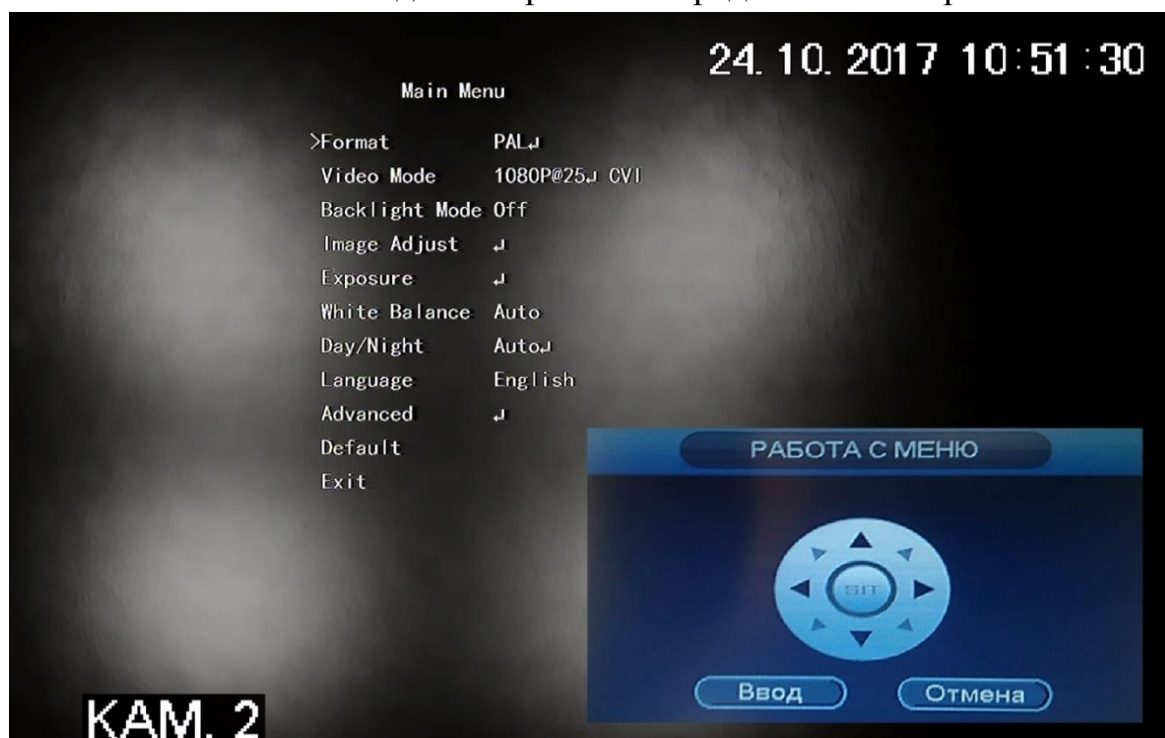 24. 10. 2017 10:51:30
Main Menu
>Format PAL↲
Video Mode 1080P@25↲ CVI
Backlight Mode Off
Image Adjust ↲
Exposure ↲
White Balance Auto
Day/Night Auto↲
Language English
Advanced ↲
Default
Exit
РАБОТА С МЕНЮ
SIT
Ввод Отмена
КАМ. 2